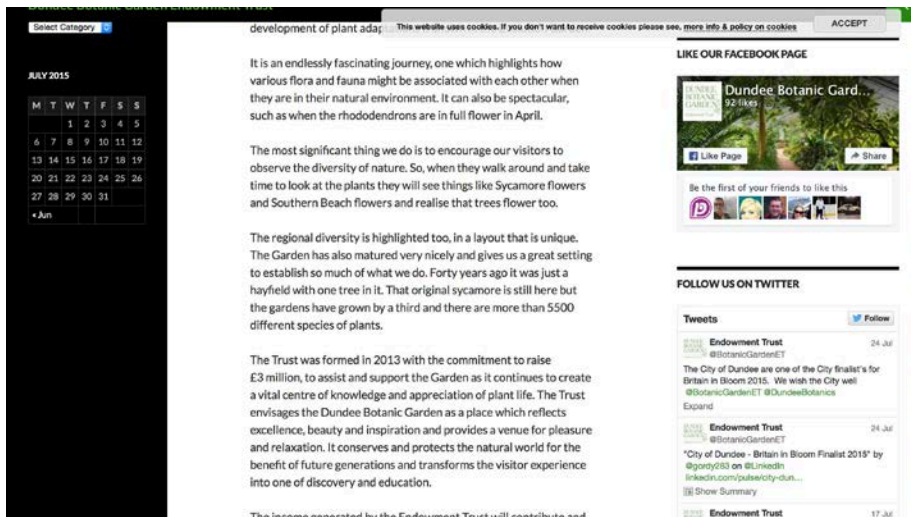 Dundee Botanic Garden Endowment Trust
Select Category
JULY 2015
M T W T F S S
1 2 3 4 5
6 7 8 9 10 11 12
13 14 15 16 17 18 19
20 21 22 23 24 25 26
27 28 29 30 31
« Jun
development of plant
This website uses cookies. If you don't want to receive cookies please see, more info & policy on cookies
ACCEPT
It is an endlessly fascinating journey, one which highlights how
various flora and fauna might be associated with each other when
they are in their natural environment. It can also be spectacular,
such as when the rhododendrons are in full flower in April.
The most significant thing we do is to encourage our visitors to
observe the diversity of nature. So, when they walk around and take
time to look at the plants they will see things like Sycamore flowers
and Southern Beach flowers and realise that trees flower too.
The regional diversity is highlighted too, in a layout that is unique.
The Garden has also matured very nicely and gives us a great setting
to establish so much of what we do. Forty years ago it was just a
hayfield with one tree in it. That original sycamore is still here but
the gardens have grown by a third and there are more than 5500
different species of plants.
The Trust was formed in 2013 with the commitment to raise
£3 million, to assist and support the Garden as it continues to create
a vital centre of knowledge and appreciation of plant life. The Trust
envisages the Dundee Botanic Garden as a place which reflects
excellence, beauty and inspiration and provides a venue for pleasure
and relaxation. It conserves and protects the natural world for the
benefit of future generations and transforms the visitor experience
into one of discovery and education.
The income generated by the Endowment Trust will contribute and
LIKE OUR FACEBOOK PAGE
DUNDEE
BOTANIC
GARDEN
Dundee Botanic Gard...
92 likes
Like Page
Share
Be the first of your friends to like this
FOLLOW US ON TWITTER
Tweets
Follow
Endowment Trust 24 Jul
@BotanicGardenET
The City of Dundee are one of the City finalist's for
Britain in Bloom 2015. We wish the City well
@BotanicGardenET @DundeeBotanics
Expand
Endowment Trust 24 Jul
@BotanicGardenET
"City of Dundee - Britain in Bloom Finalist 2015" by
@gordy263 on @LinkedIn
linkedin.com/pulse/city-dun...
Show Summary
Endowment Trust 17 Jul